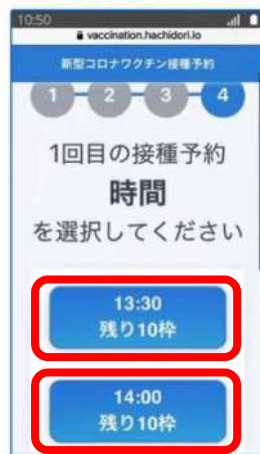 10:50
vaccination.hachidori.io
新型コロナワクチン接種予約
1 2 3 4
1回目の接種予約
時間
を選択してください
13:30
残り10枠
14:00
残り10枠